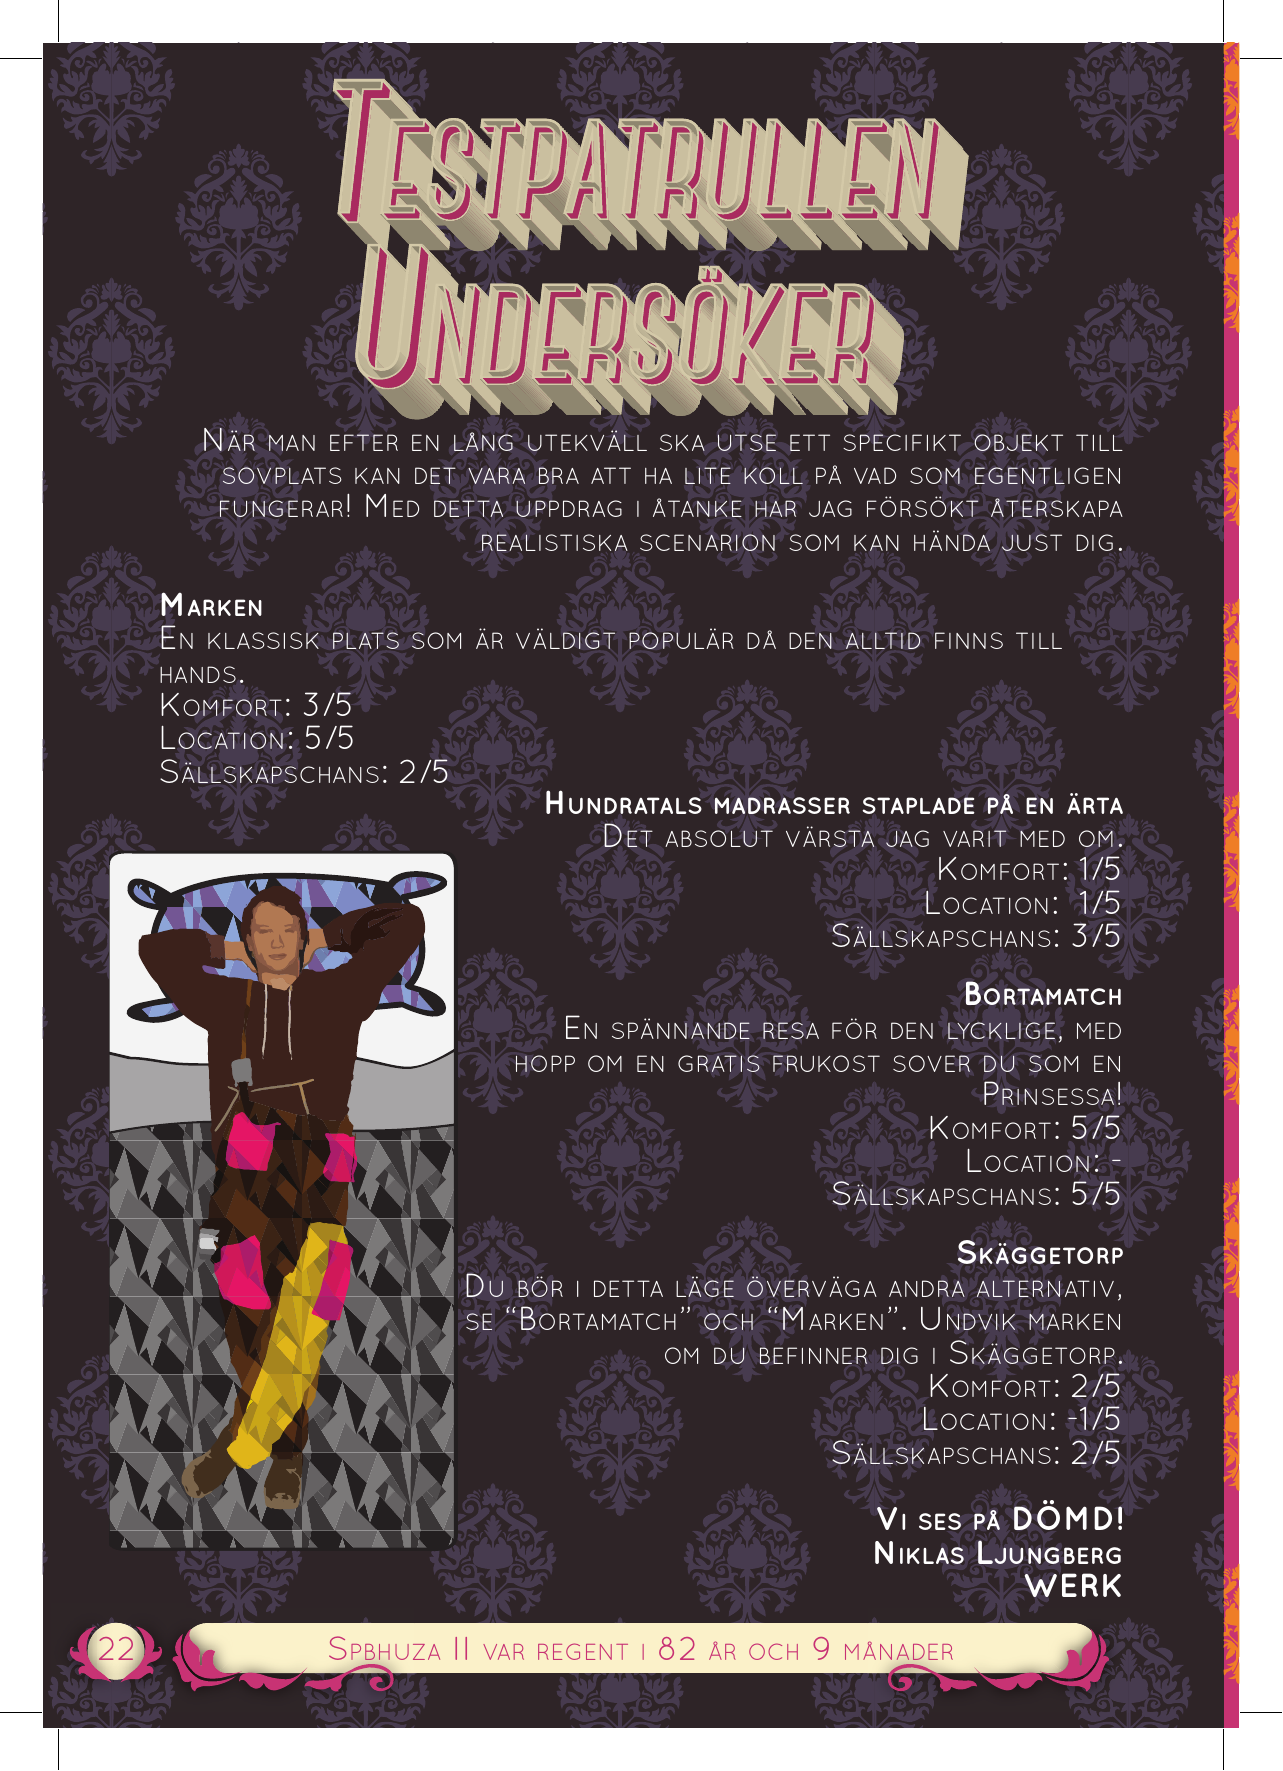 Testpatrullen
Undersöker
När man efter en lång utekväll ska utse ett specifikt objekt till
sovplats kan det vara bra att ha lite koll på vad som egentligen
fungerar! Med detta uppdrag i åtanke har jag försökt återskapa
realistiska scenarion som kan hända just dig.
Marken
En klassisk plats som är väldigt populär då den alltid finns till
hands.
Komfort: 3/5
Location: 5/5
Sällskapschans: 2/5
Hundratals madrasser staplade på en ärta
Det absolut värsta jag varit med om.
Komfort: 1/5
Location: 1/5
Sällskapschans: 3/5
Bortamatch
En spännande resa för den lycklige, med
hopp om en gratis frukost sover du som en
Prinsessa!
Komfort: 5/5
Location: -
Sällskapschans: 5/5
Skäggetorp
Du bör i detta läge överväga andra alternativ,
se “Bortamatch” och “Marken”. Undvik marken
om du befinner dig i Skäggetorp.
Komfort: 2/5
Location: -1/5
Sällskapschans: 2/5
Vi ses på DÖMD!
Niklas Ljungberg
WERK
22
Spbhuza II var regent i 82 år och 9 månader